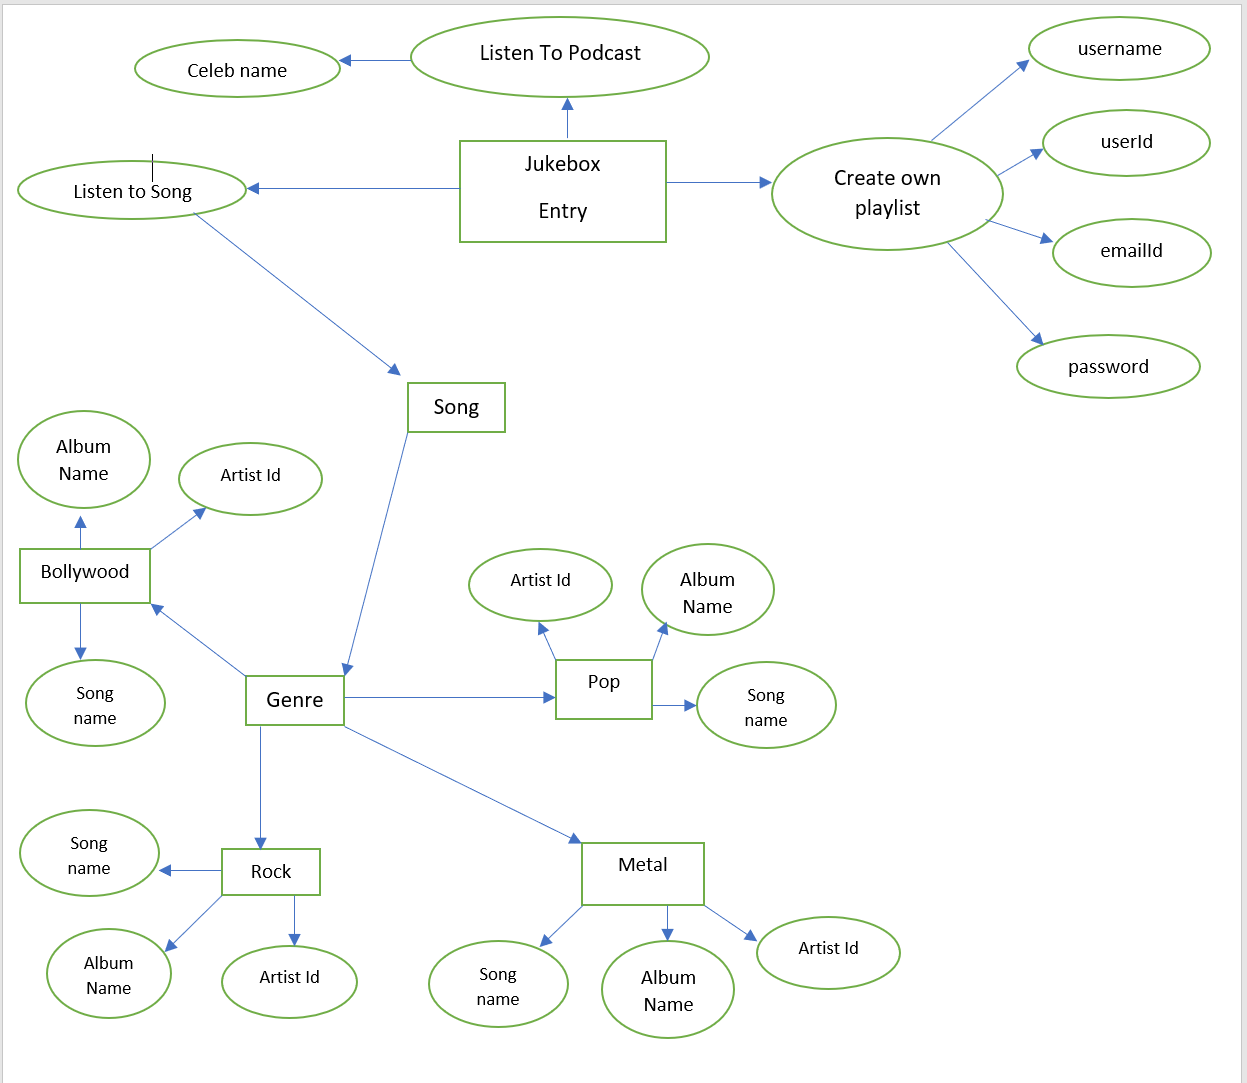 Listen To Podcast
Celeb name
username
Jukebox
Entry
userId
Create own
playlist
Listen to Song
emailId
password
Song
Album
Name
Artist Id
Bollywood
Artist Id
Album
Name
Song
name
Genre
Pop
Song
name
Song
name
Rock
Metal
Album
Name
Artist Id
Song
name
Album
Name
Artist Id